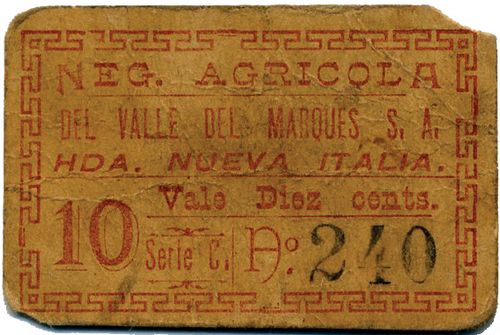 NEG. AGRICOLA
DEL VALLE DEL MARQUES S. A.
HDA. NUEVA ITALIA.
Vale Diez cents.
10 Serie C. No. 240